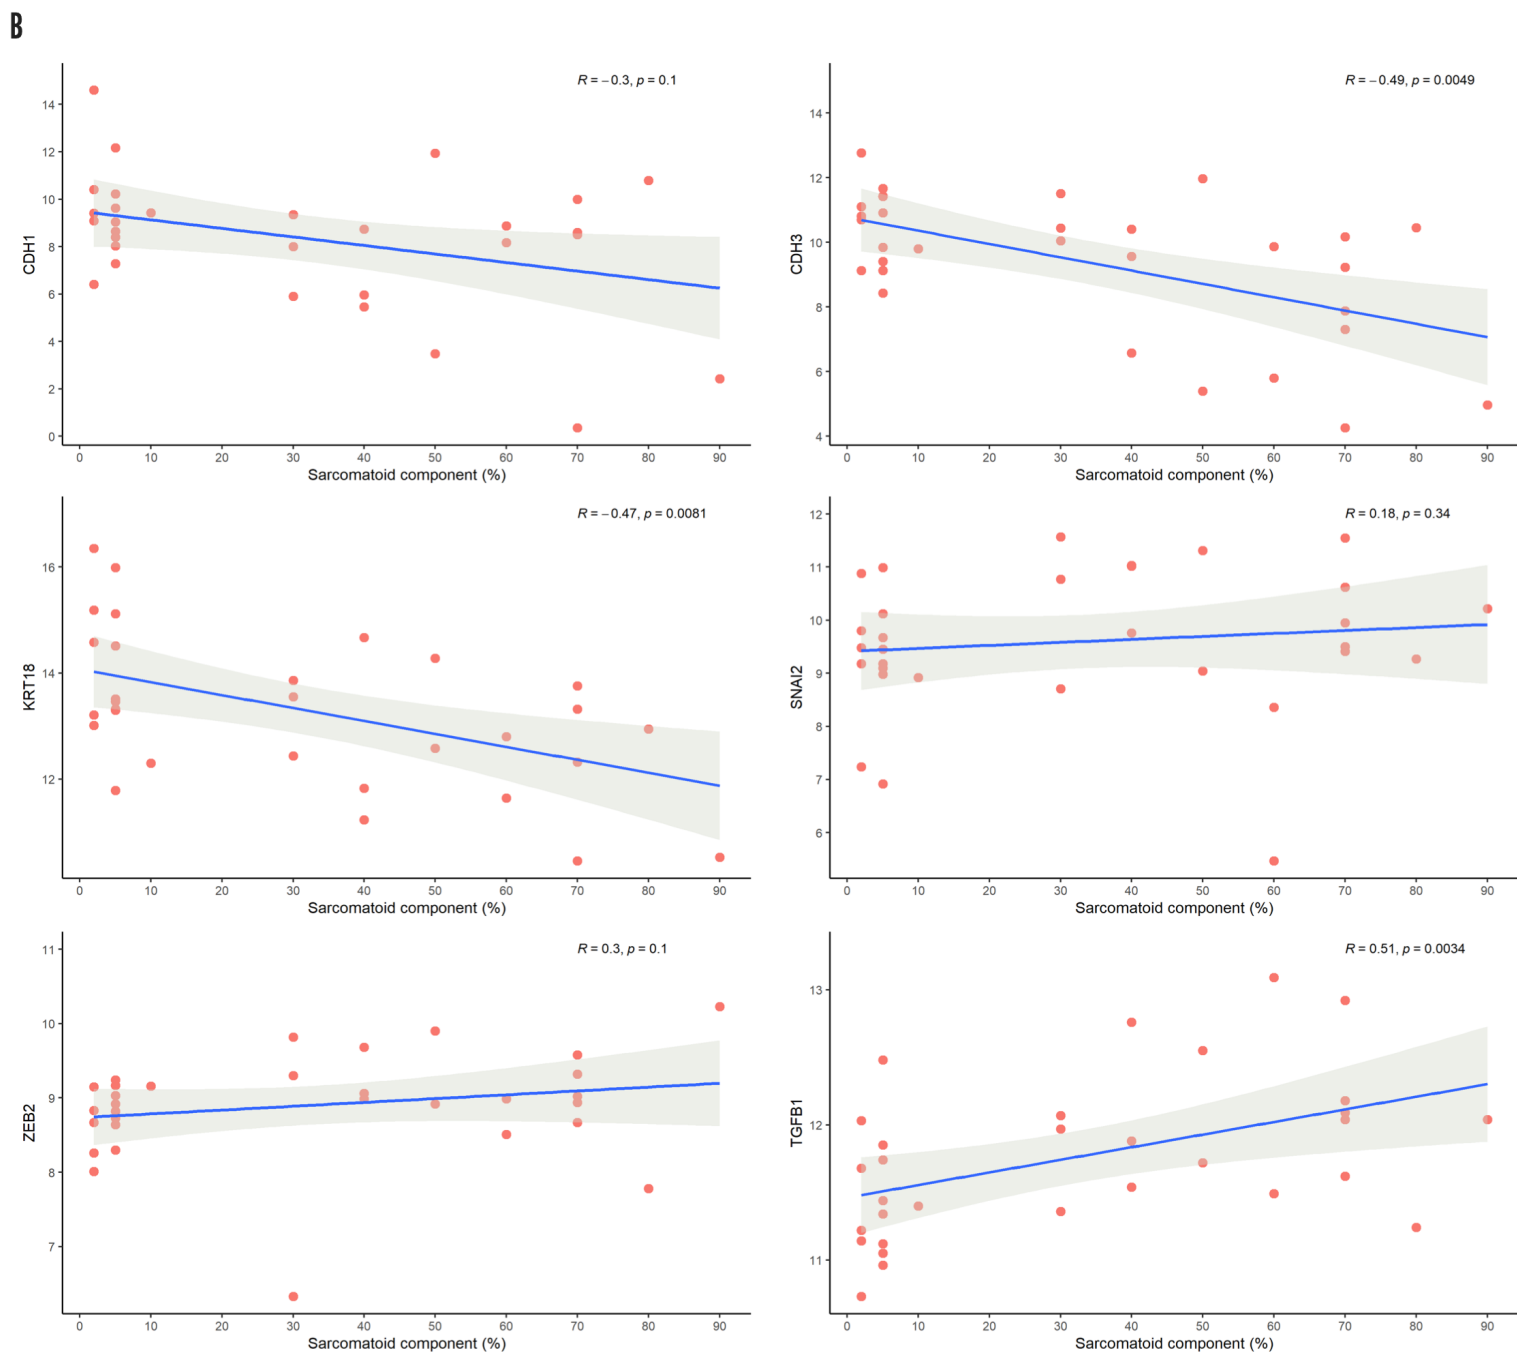 B
R = −0.3, p = 0.1
14
12
10
8
6
4
2
0
CDH1
0 10 20 30 40 50 60 70 80 90
Sarcomatoid component (%)
R = −0.49, p = 0.0049
14
12
10
8
6
4
CDH3
0 10 20 30 40 50 60 70 80 90
Sarcomatoid component (%)
R = −0.47, p = 0.0081
16
14
12
KRT18
0 10 20 30 40 50 60 70 80 90
Sarcomatoid component (%)
R = 0.18, p = 0.34
12
11
10
9
8
7
6
SNAI2
0 10 20 30 40 50 60 70 80 90
Sarcomatoid component (%)
R = 0.3, p = 0.1
11
10
9
8
7
ZEB2
0 10 20 30 40 50 60 70 80 90
Sarcomatoid component (%)
R = 0.51, p = 0.0034
13
12
11
TGFB1
0 10 20 30 40 50 60 70 80 90
Sarcomatoid component (%)